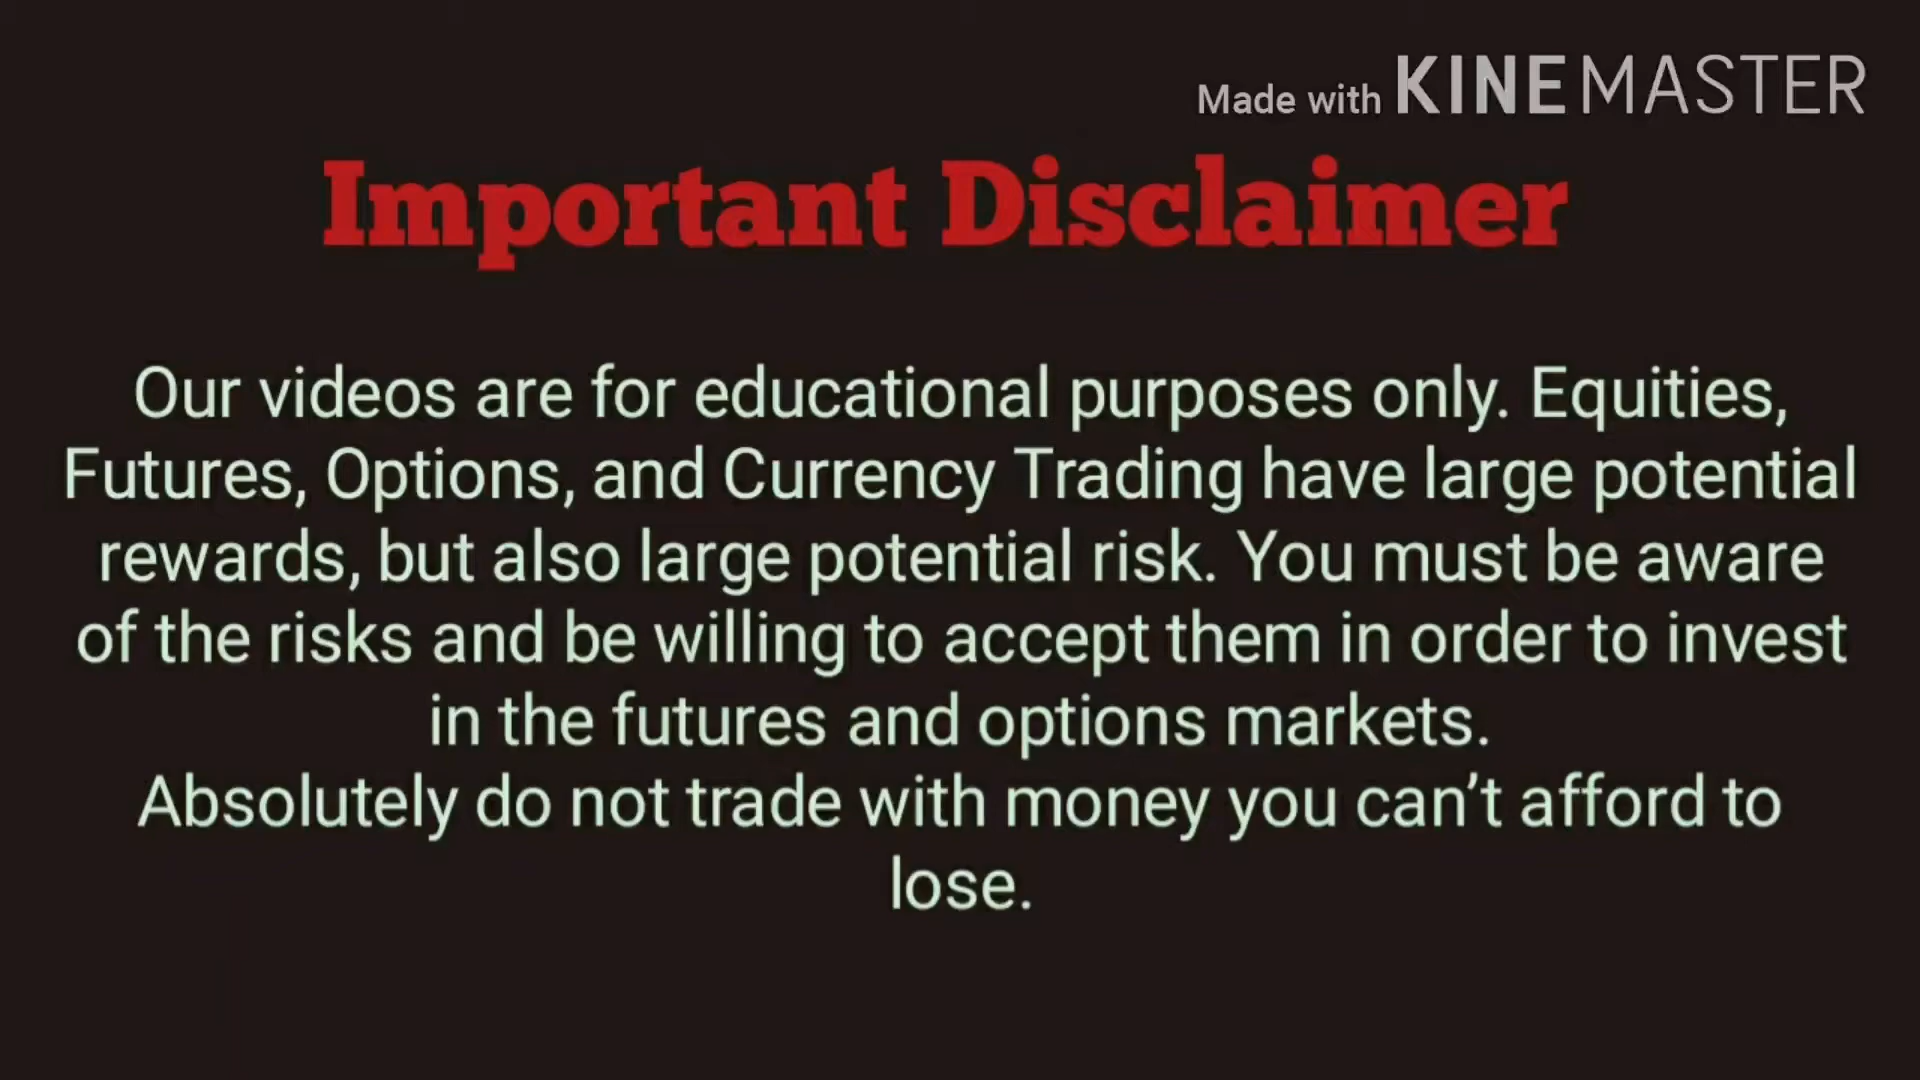 Made with KINEMASTER
Important Disclaimer
Our videos are for educational purposes only. Equities,
Futures, Options, and Currency Trading have large potential
rewards, but also large potential risk. You must be aware
of the risks and be willing to accept them in order to invest
in the futures and options markets.
Absolutely do not trade with money you can’t afford to
lose.